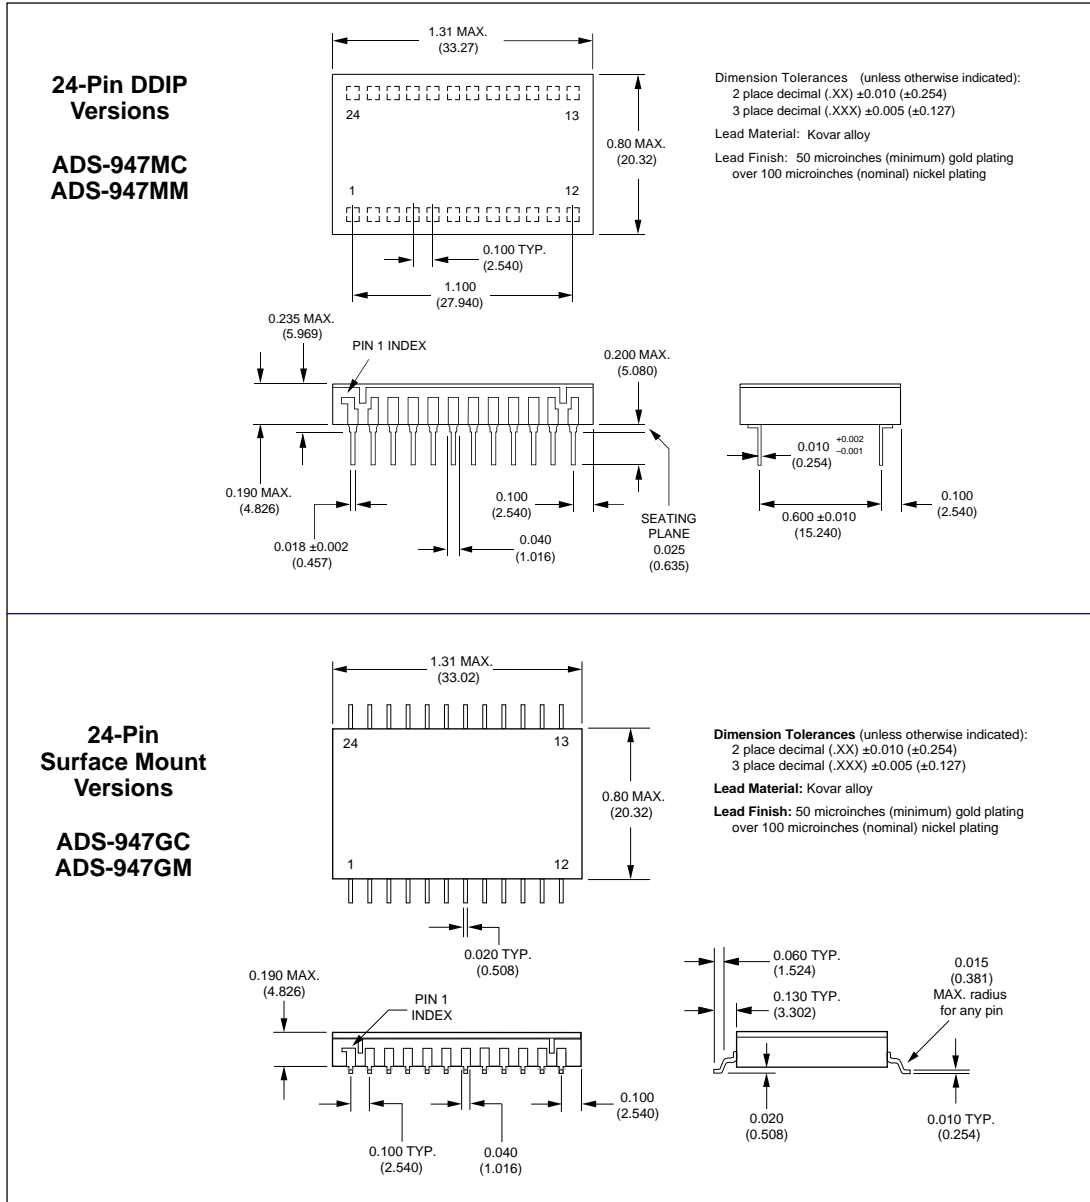 24-Pin DDIP
Versions
ADS-947MC
ADS-947MM
1.31 MAX.
(33.27)
24
13
1
12
0.80 MAX.
(20.32)
0.100 TYP.
(2.540)
1.100
(27.940)
Dimension Tolerances (unless otherwise indicated):
2 place decimal (.XX) ±0.010 (±0.254)
3 place decimal (.XXX) ±0.005 (±0.127)
Lead Material: Kovar alloy
Lead Finish: 50 microinches (minimum) gold plating
over 100 microinches (nominal) nickel plating
0.235 MAX.
(5.969)
PIN 1 INDEX
0.200 MAX.
(5.080)
0.190 MAX.
(4.826)
0.018 ±0.002
(0.457)
0.100
(2.540)
0.040
(1.016)
SEATING
PLANE
0.025
(0.635)
0.010 +0.002
–0.001
(0.254)
0.600 ±0.010
(15.240)
0.100
(2.540)
24-Pin
Surface Mount
Versions
ADS-947GC
ADS-947GM
1.31 MAX.
(33.02)
24
13
1
12
0.80 MAX.
(20.32)
0.020 TYP.
(0.508)
Dimension Tolerances (unless otherwise indicated):
2 place decimal (.XX) ±0.010 (±0.254)
3 place decimal (.XXX) ±0.005 (±0.127)
Lead Material: Kovar alloy
Lead Finish: 50 microinches (minimum) gold plating
over 100 microinches (nominal) nickel plating
0.190 MAX.
(4.826)
PIN 1
INDEX
0.100 TYP.
(2.540)
0.040
(1.016)
0.100
(2.540)
0.060 TYP.
(1.524)
0.130 TYP.
(3.302)
0.015
(0.381)
MAX. radius
for any pin
0.020
(0.508)
0.010 TYP.
(0.254)